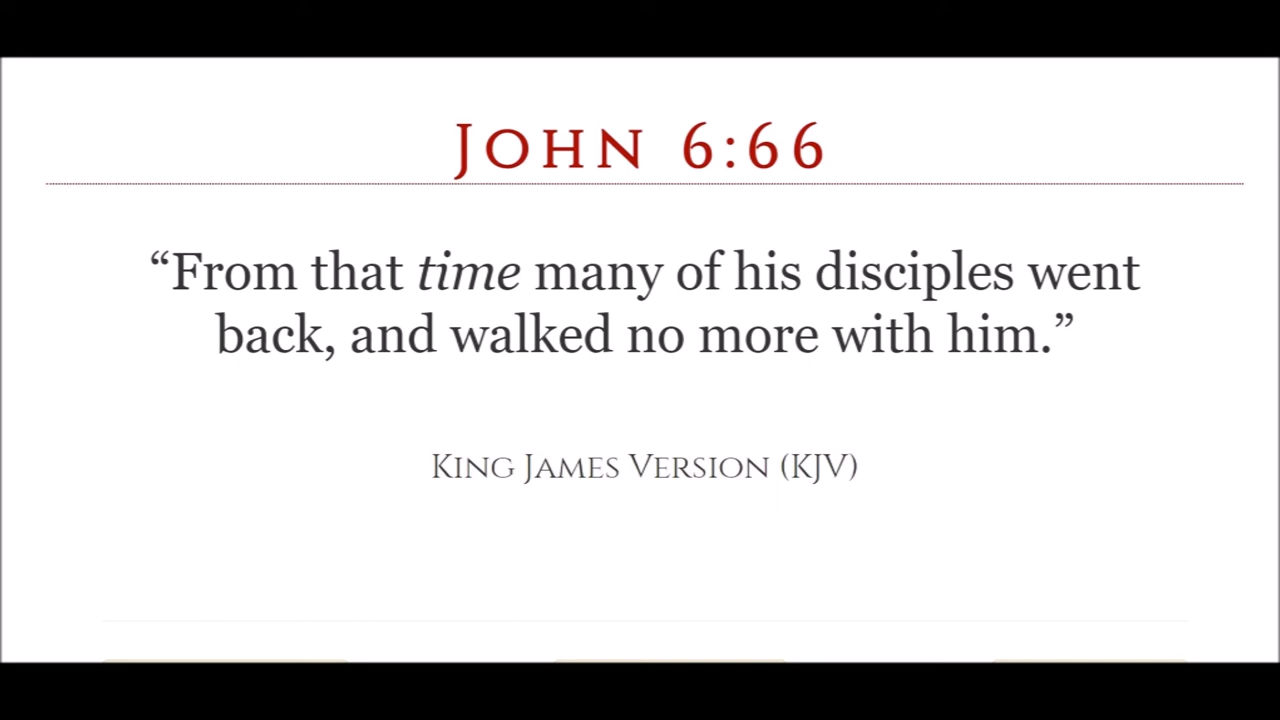 John 6:66
“From that time many of his disciples went
back, and walked no more with him.”
King James Version (KJV)